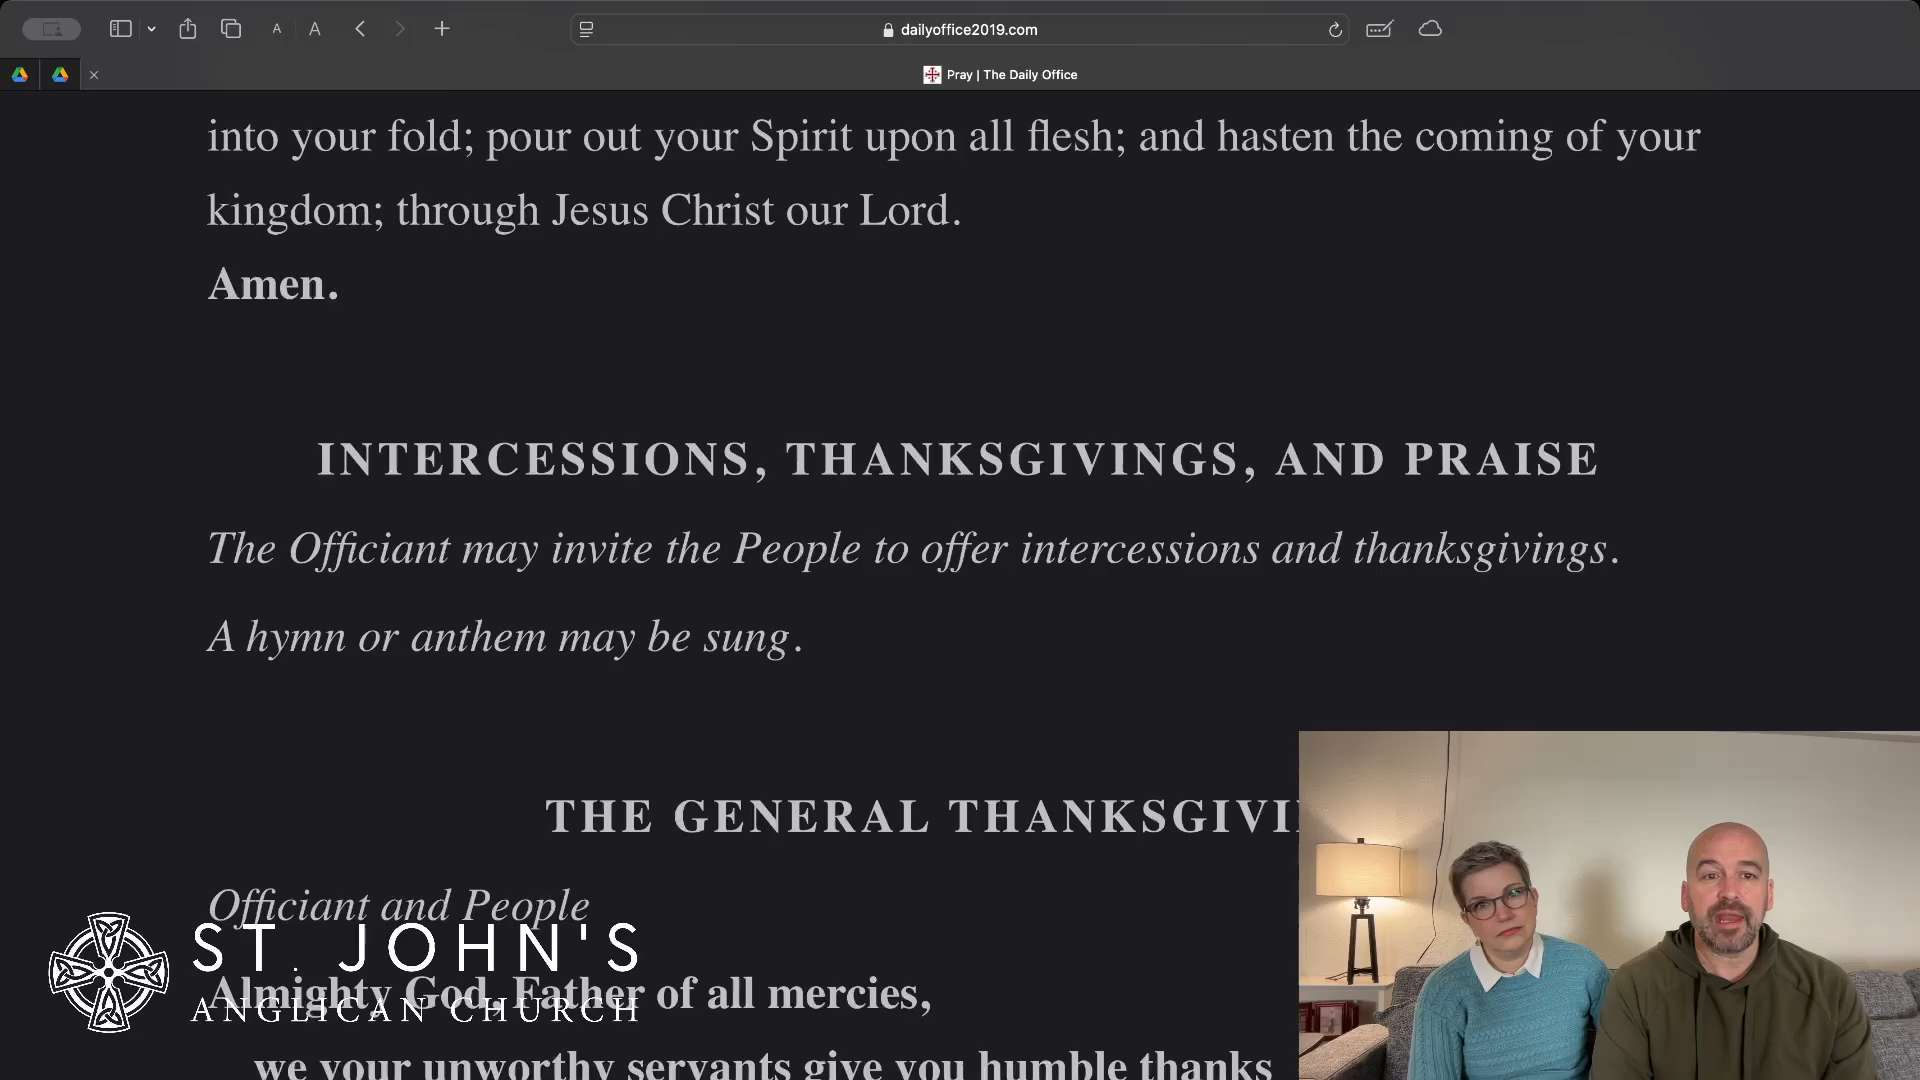 A A
dailyoffice2019.com
Pray | The Daily Office
into your fold; pour out your Spirit upon all flesh; and hasten the coming of your
kingdom; through Jesus Christ our Lord.
Amen.
INTERCESSIONS, THANKSGIVINGS, AND PRAISE
The Officiant may invite the People to offer intercessions and thanksgivings.
A hymn or anthem may be sung.
THE GENERAL THANKSGIVI
Officiant and People
ST. JOHN'S
Almighty God, Father of all mercies,
ANGLICAN CHURCH
we your unworthy servants give you humble thanks